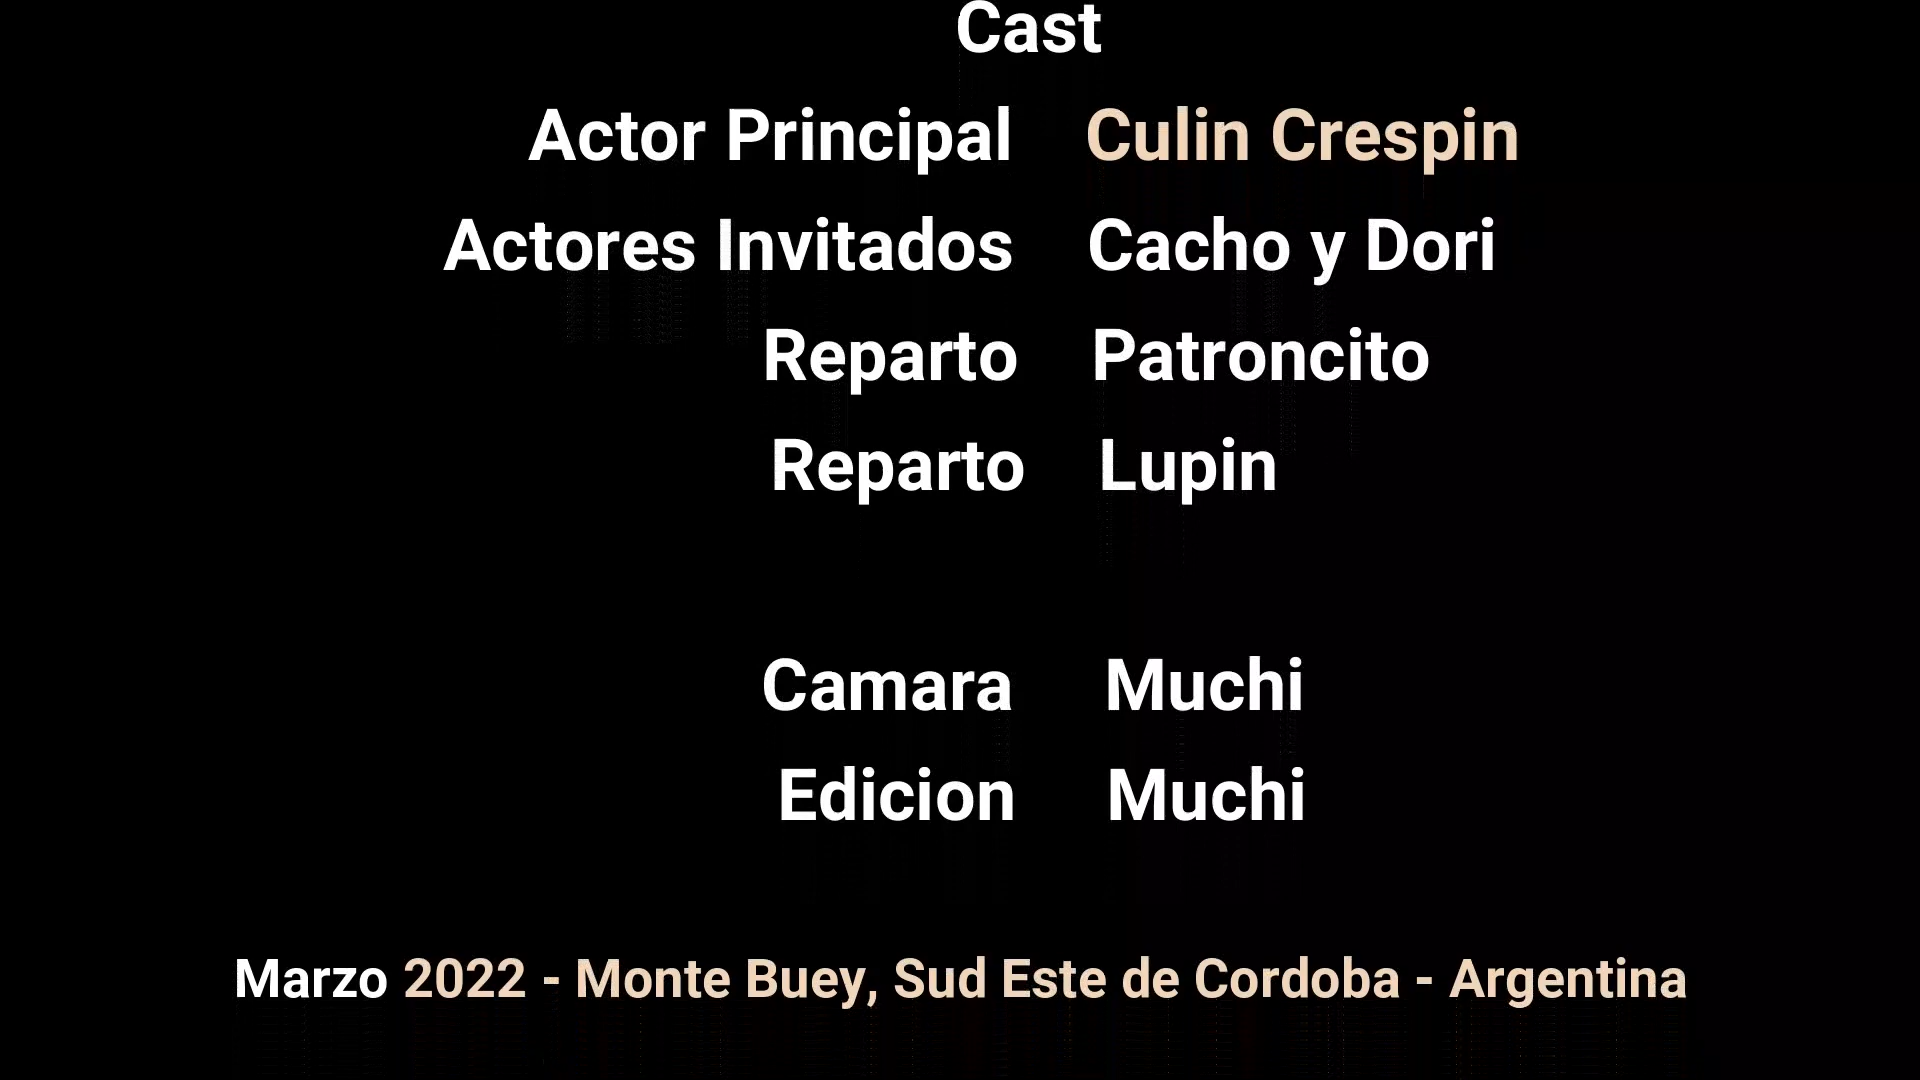 Cast
Actor Principal Culin Crespin
Actores Invitados Cacho y Dori
Reparto Patroncito
Reparto Lupin
Camara Muchi
Edicion Muchi
Marzo 2022 - Monte Buey, Sud Este de Cordoba - Argentina